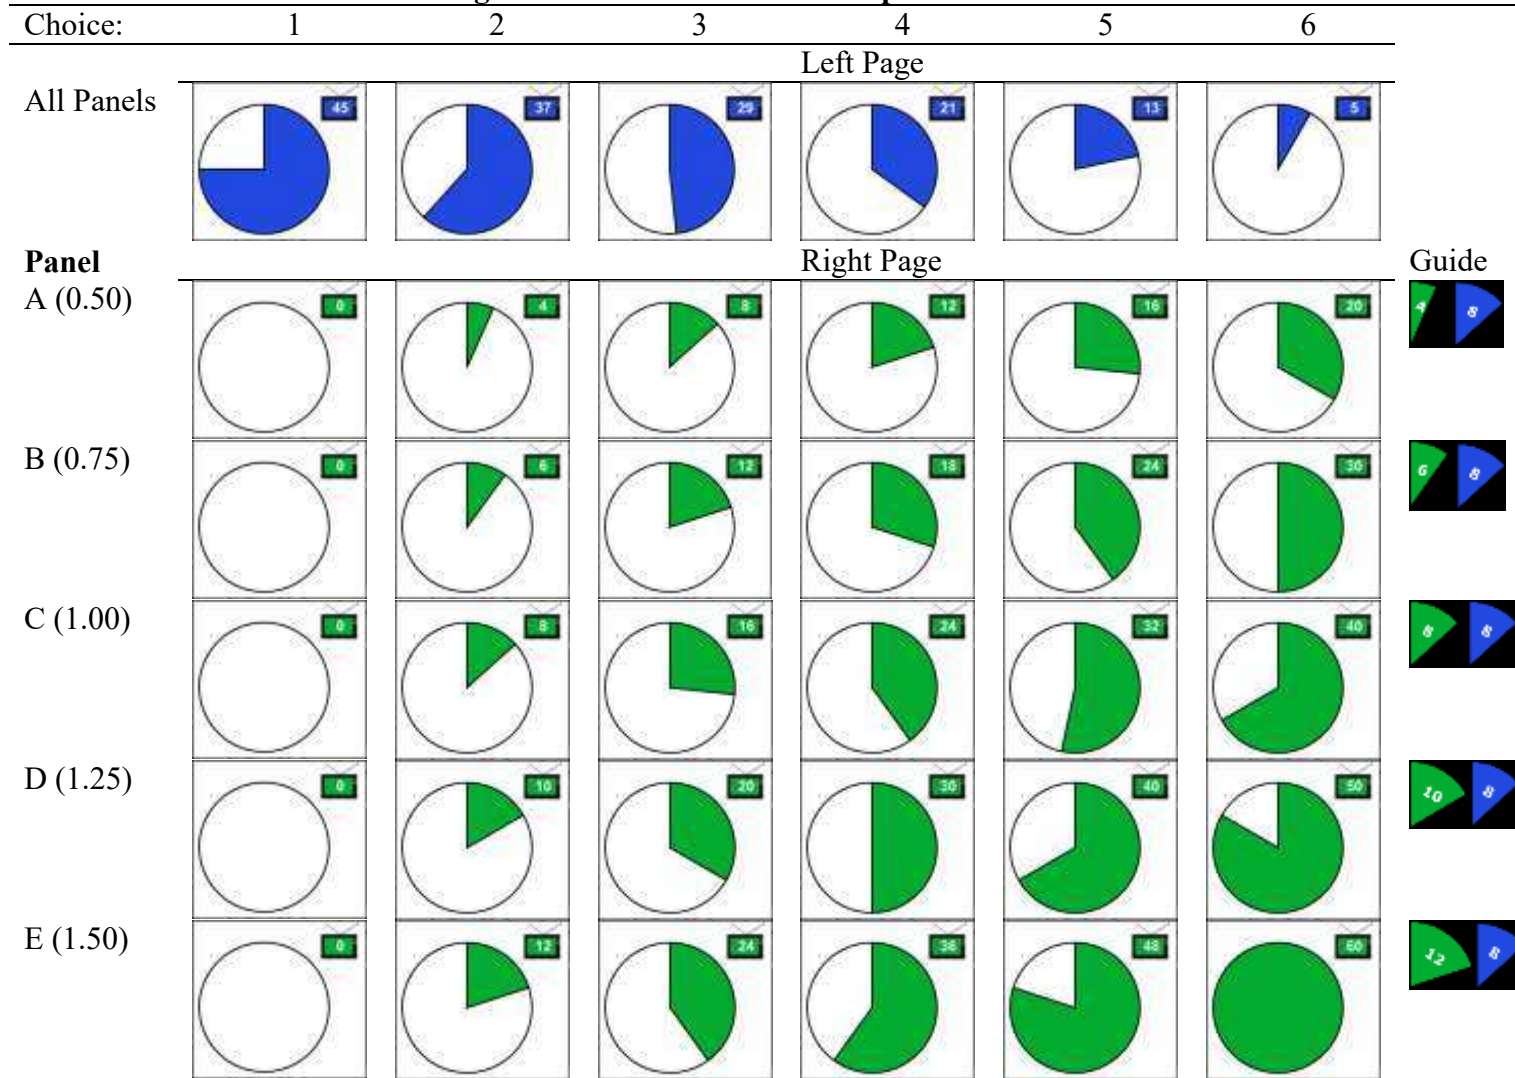 Choice: 1 2 3 4 5 6
Left Page
All Panels 45 37 29 21 13 5
Panel Right Page Guide
A (0.50) 0 4 8 12 16 20 4 8
B (0.75) 0 6 12 18 24 30 6 8
C (1.00) 0 8 16 24 32 40 8 8
D (1.25) 0 10 20 30 40 50 10 8
E (1.50) 0 12 24 36 48 60 12 8